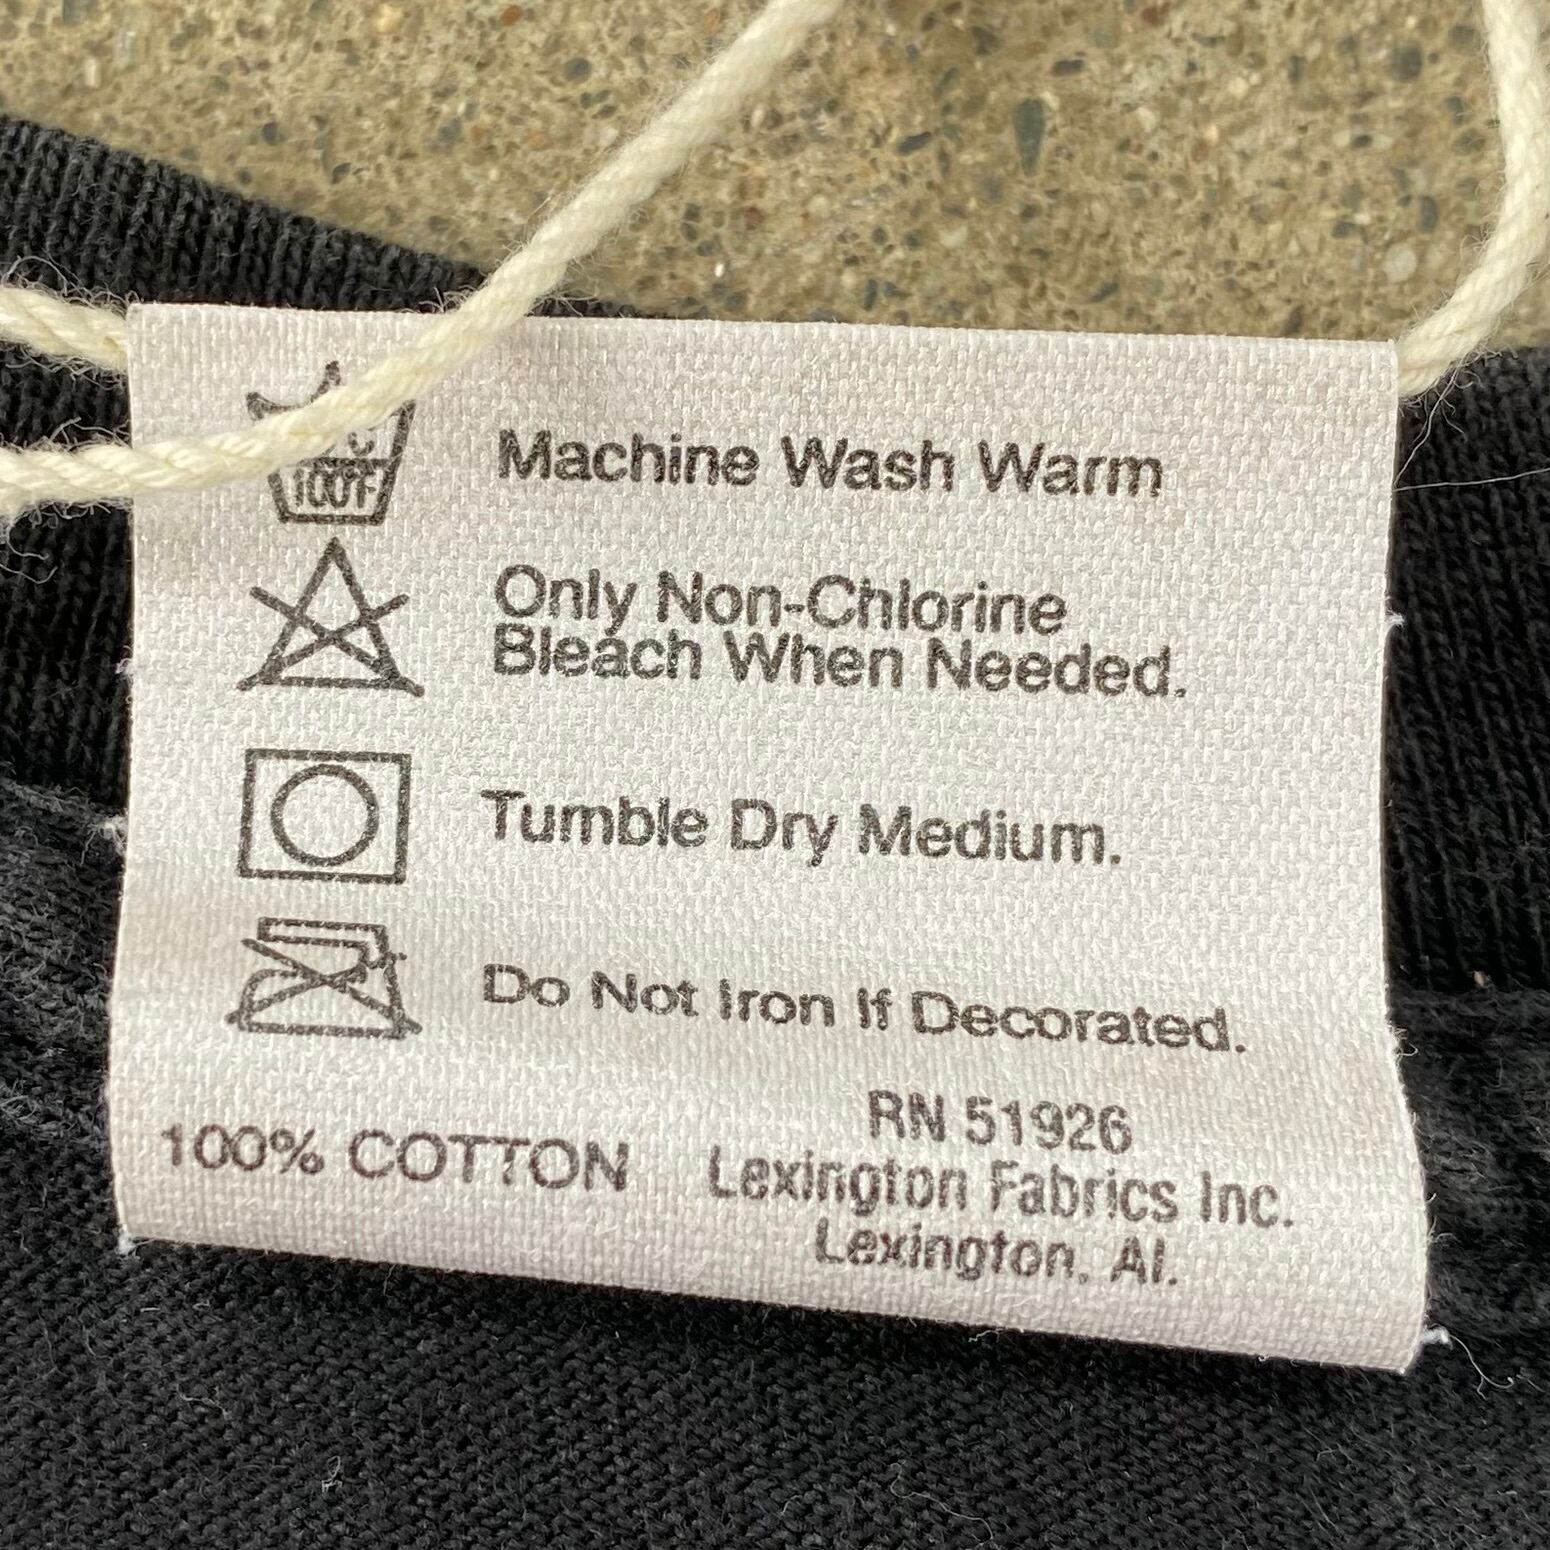 100°F
Machine Wash Warm
Only Non-Chlorine
Bleach When Needed.
Tumble Dry Medium.
Do Not Iron If Decorated.
100% COTTON
RN 51926
Lexington Fabrics Inc.
Lexington, Al.